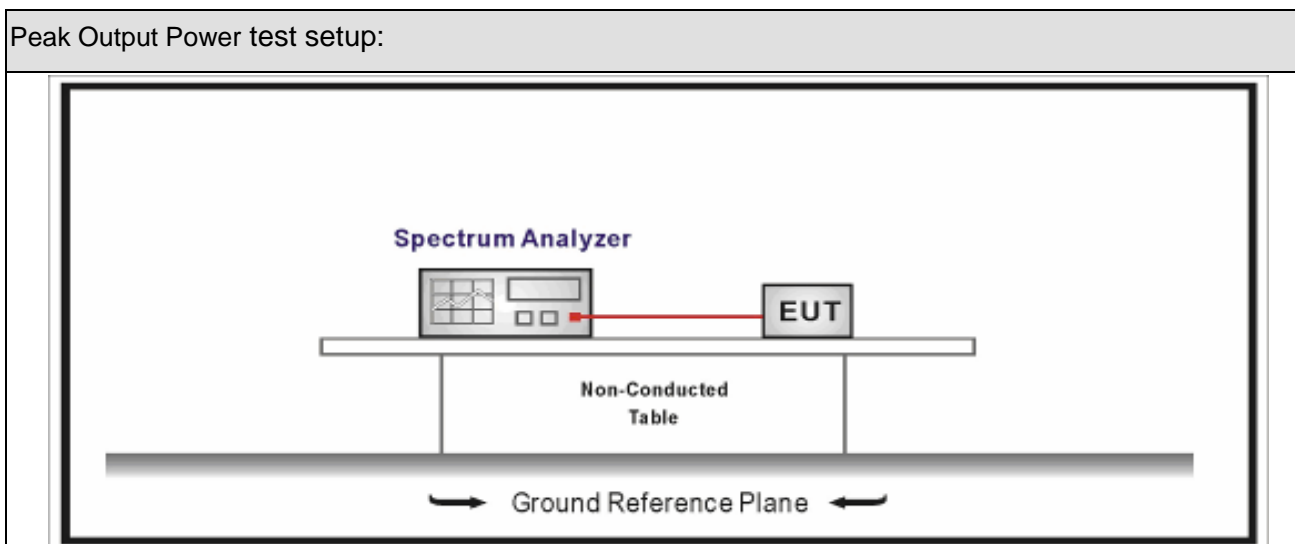 Peak Output Power test setup:
Spectrum Analyzer
EUT
Non-Conducted
Table
Ground Reference Plane